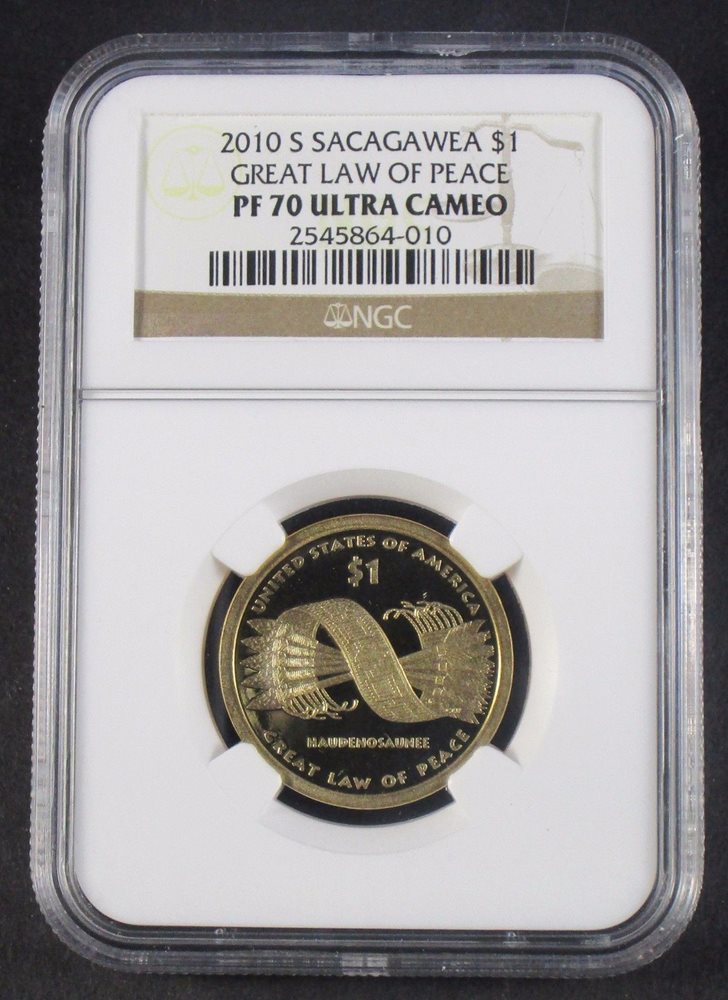 2010 S SACAGAWEA $1
GREAT LAW OF PEACE
PF 70 ULTRA CAMEO
2545864-010
NGC
UNITED STATES OF AMERICA
$1
HAUDENOSAUNEE
GREAT LAW OF PEACE